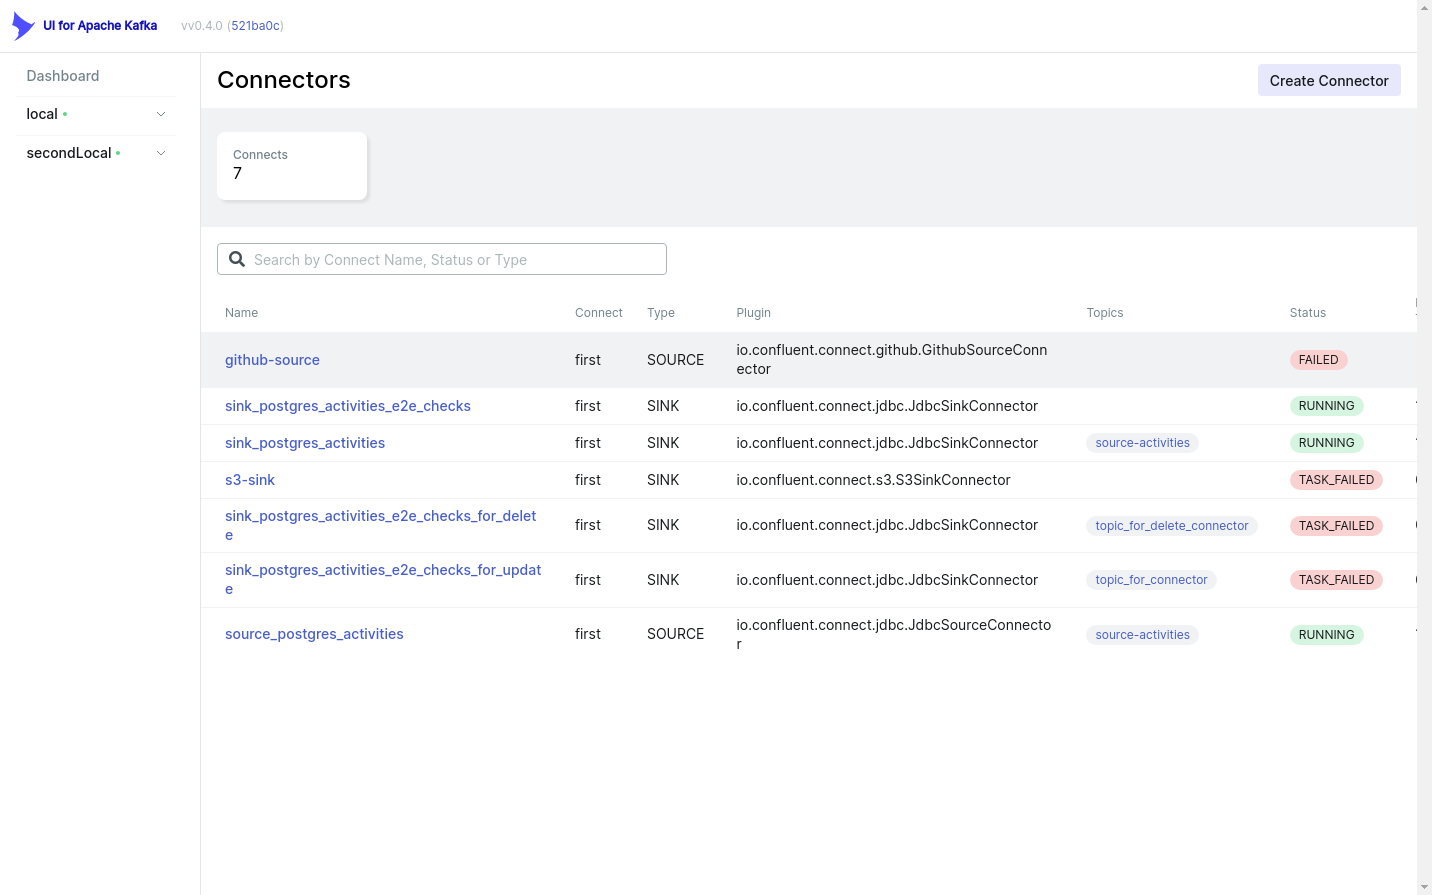 UI for Apache Kafka vv0.4.0 (521ba0c)
Dashboard
local
secondLocal
Connectors
Create Connector
Connects
7
Search by Connect Name, Status or Type
Name Connect Type Plugin Topics Status
github-source first SOURCE io.confluent.connect.github.GithubSourceConn
ector FAILED
sink_postgres_activities_e2e_checks first SINK io.confluent.connect.jdbc.JdbcSinkConnector RUNNING
sink_postgres_activities first SINK io.confluent.connect.jdbc.JdbcSinkConnector source-activities RUNNING
s3-sink first SINK io.confluent.connect.s3.S3SinkConnector TASK_FAILED
sink_postgres_activities_e2e_checks_for_delet
e first SINK io.confluent.connect.jdbc.JdbcSinkConnector topic_for_delete_connector TASK_FAILED
sink_postgres_activities_e2e_checks_for_updat
e first SINK io.confluent.connect.jdbc.JdbcSinkConnector topic_for_connector TASK_FAILED
source_postgres_activities first SOURCE io.confluent.connect.jdbc.JdbcSourceConnecto
r source-activities RUNNING